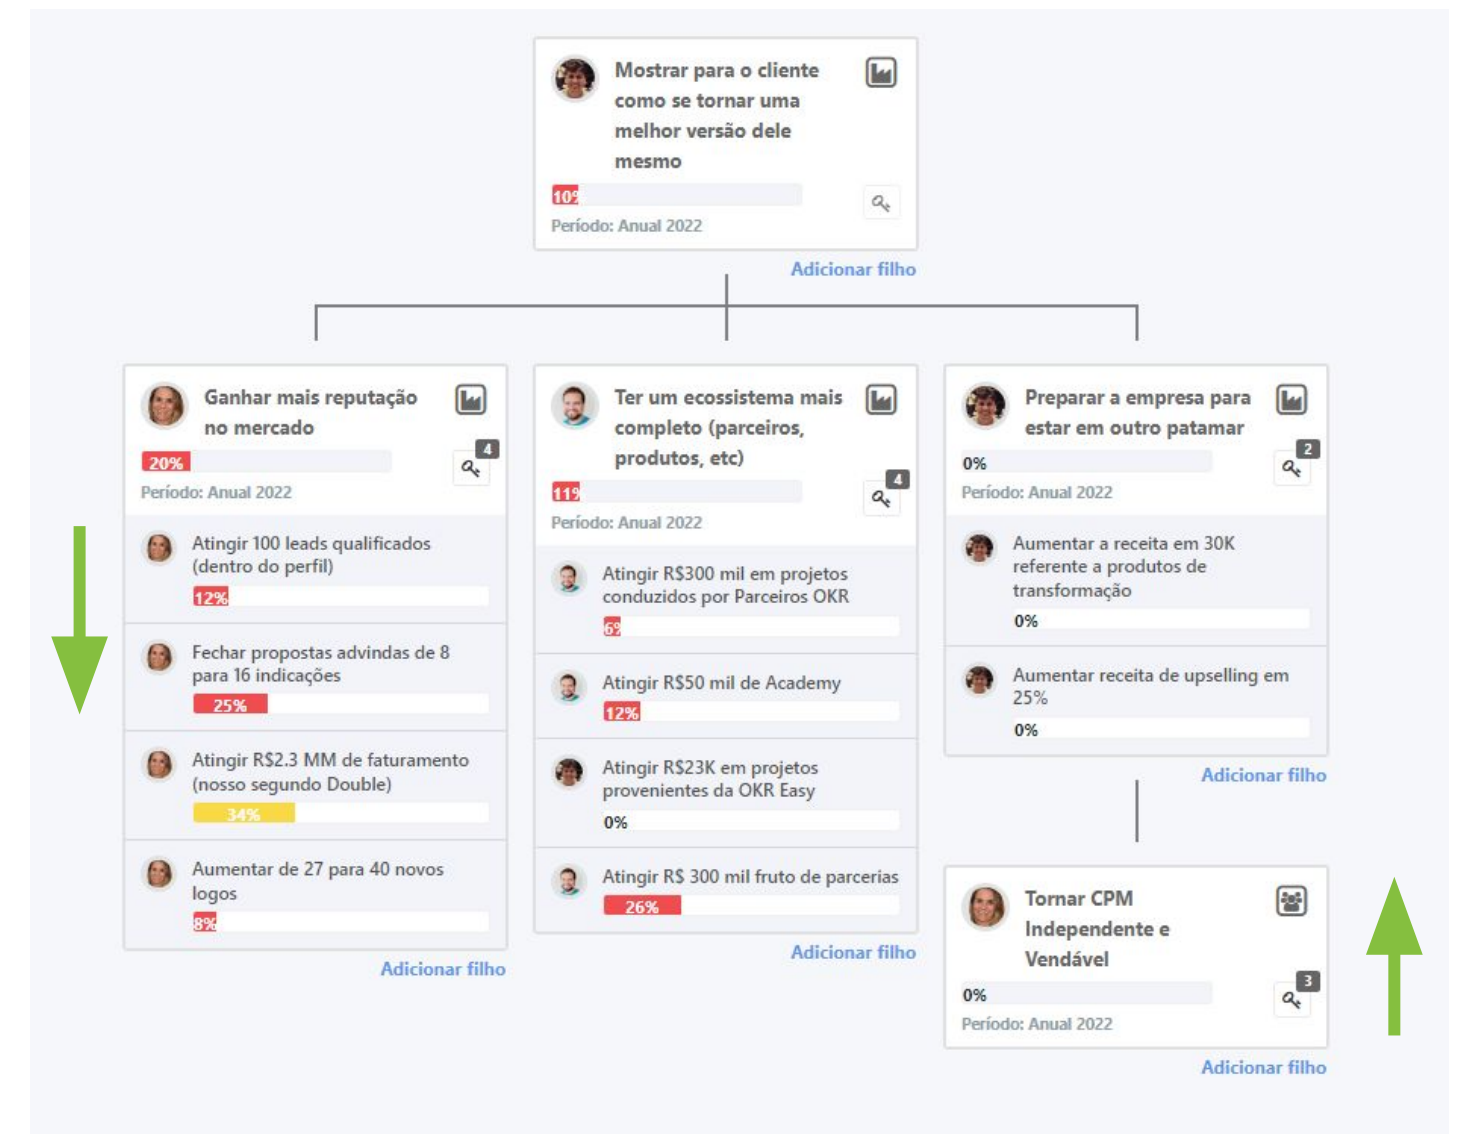 Mostrar para o cliente
como se tornar uma
melhor versão dele
mesmo
10%
Período: Anual 2022
Adicionar filho
Ganhar mais reputação
no mercado
20%
4
Período: Anual 2022
Atingir 100 leads qualificados
(dentro do perfil)
12%
Fechar propostas advindas de 8
para 16 indicações
25%
Atingir R$2.3 MM de faturamento
(nosso segundo Double)
34%
Aumentar de 27 para 40 novos
logos
8%
Adicionar filho
Ter um ecossistema mais
completo (parceiros,
produtos, etc)
11%
4
Período: Anual 2022
Atingir R$300 mil em projetos
conduzidos por Parceiros OKR
6%
Atingir R$50 mil de Academy
12%
Atingir R$23K em projetos
provenientes da OKR Easy
0%
Atingir R$ 300 mil fruto de parcerias
26%
Adicionar filho
Preparar a empresa para
estar em outro patamar
0%
2
Período: Anual 2022
Aumentar a receita em 30K
referente a produtos de
transformação
0%
Aumentar receita de upselling em
25%
0%
Adicionar filho
Tornar CPM
Independente e
Vendável
0%
3
Período: Anual 2022
Adicionar filho